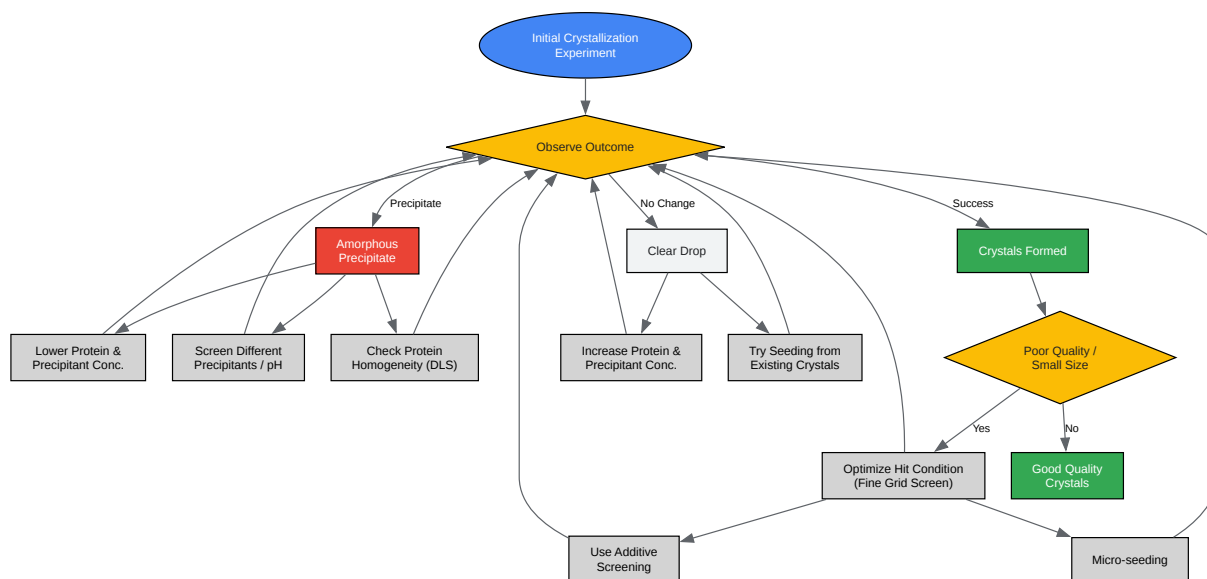 Initial Crystallization
Experiment
Observe Outcome
Precipitate
No Change
Success
Amorphous
Precipitate
Clear Drop
Crystals Formed
Lower Protein &
Precipitant Conc.
Screen Different
Precipitants / pH
Check Protein
Homogeneity (DLS)
Increase Protein &
Precipitant Conc.
Try Seeding from
Existing Crystals
Poor Quality /
Small Size
Yes
No
Optimize Hit Condition
(Fine Grid Screen)
Good Quality
Crystals
Use Additive
Screening
Micro-seeding